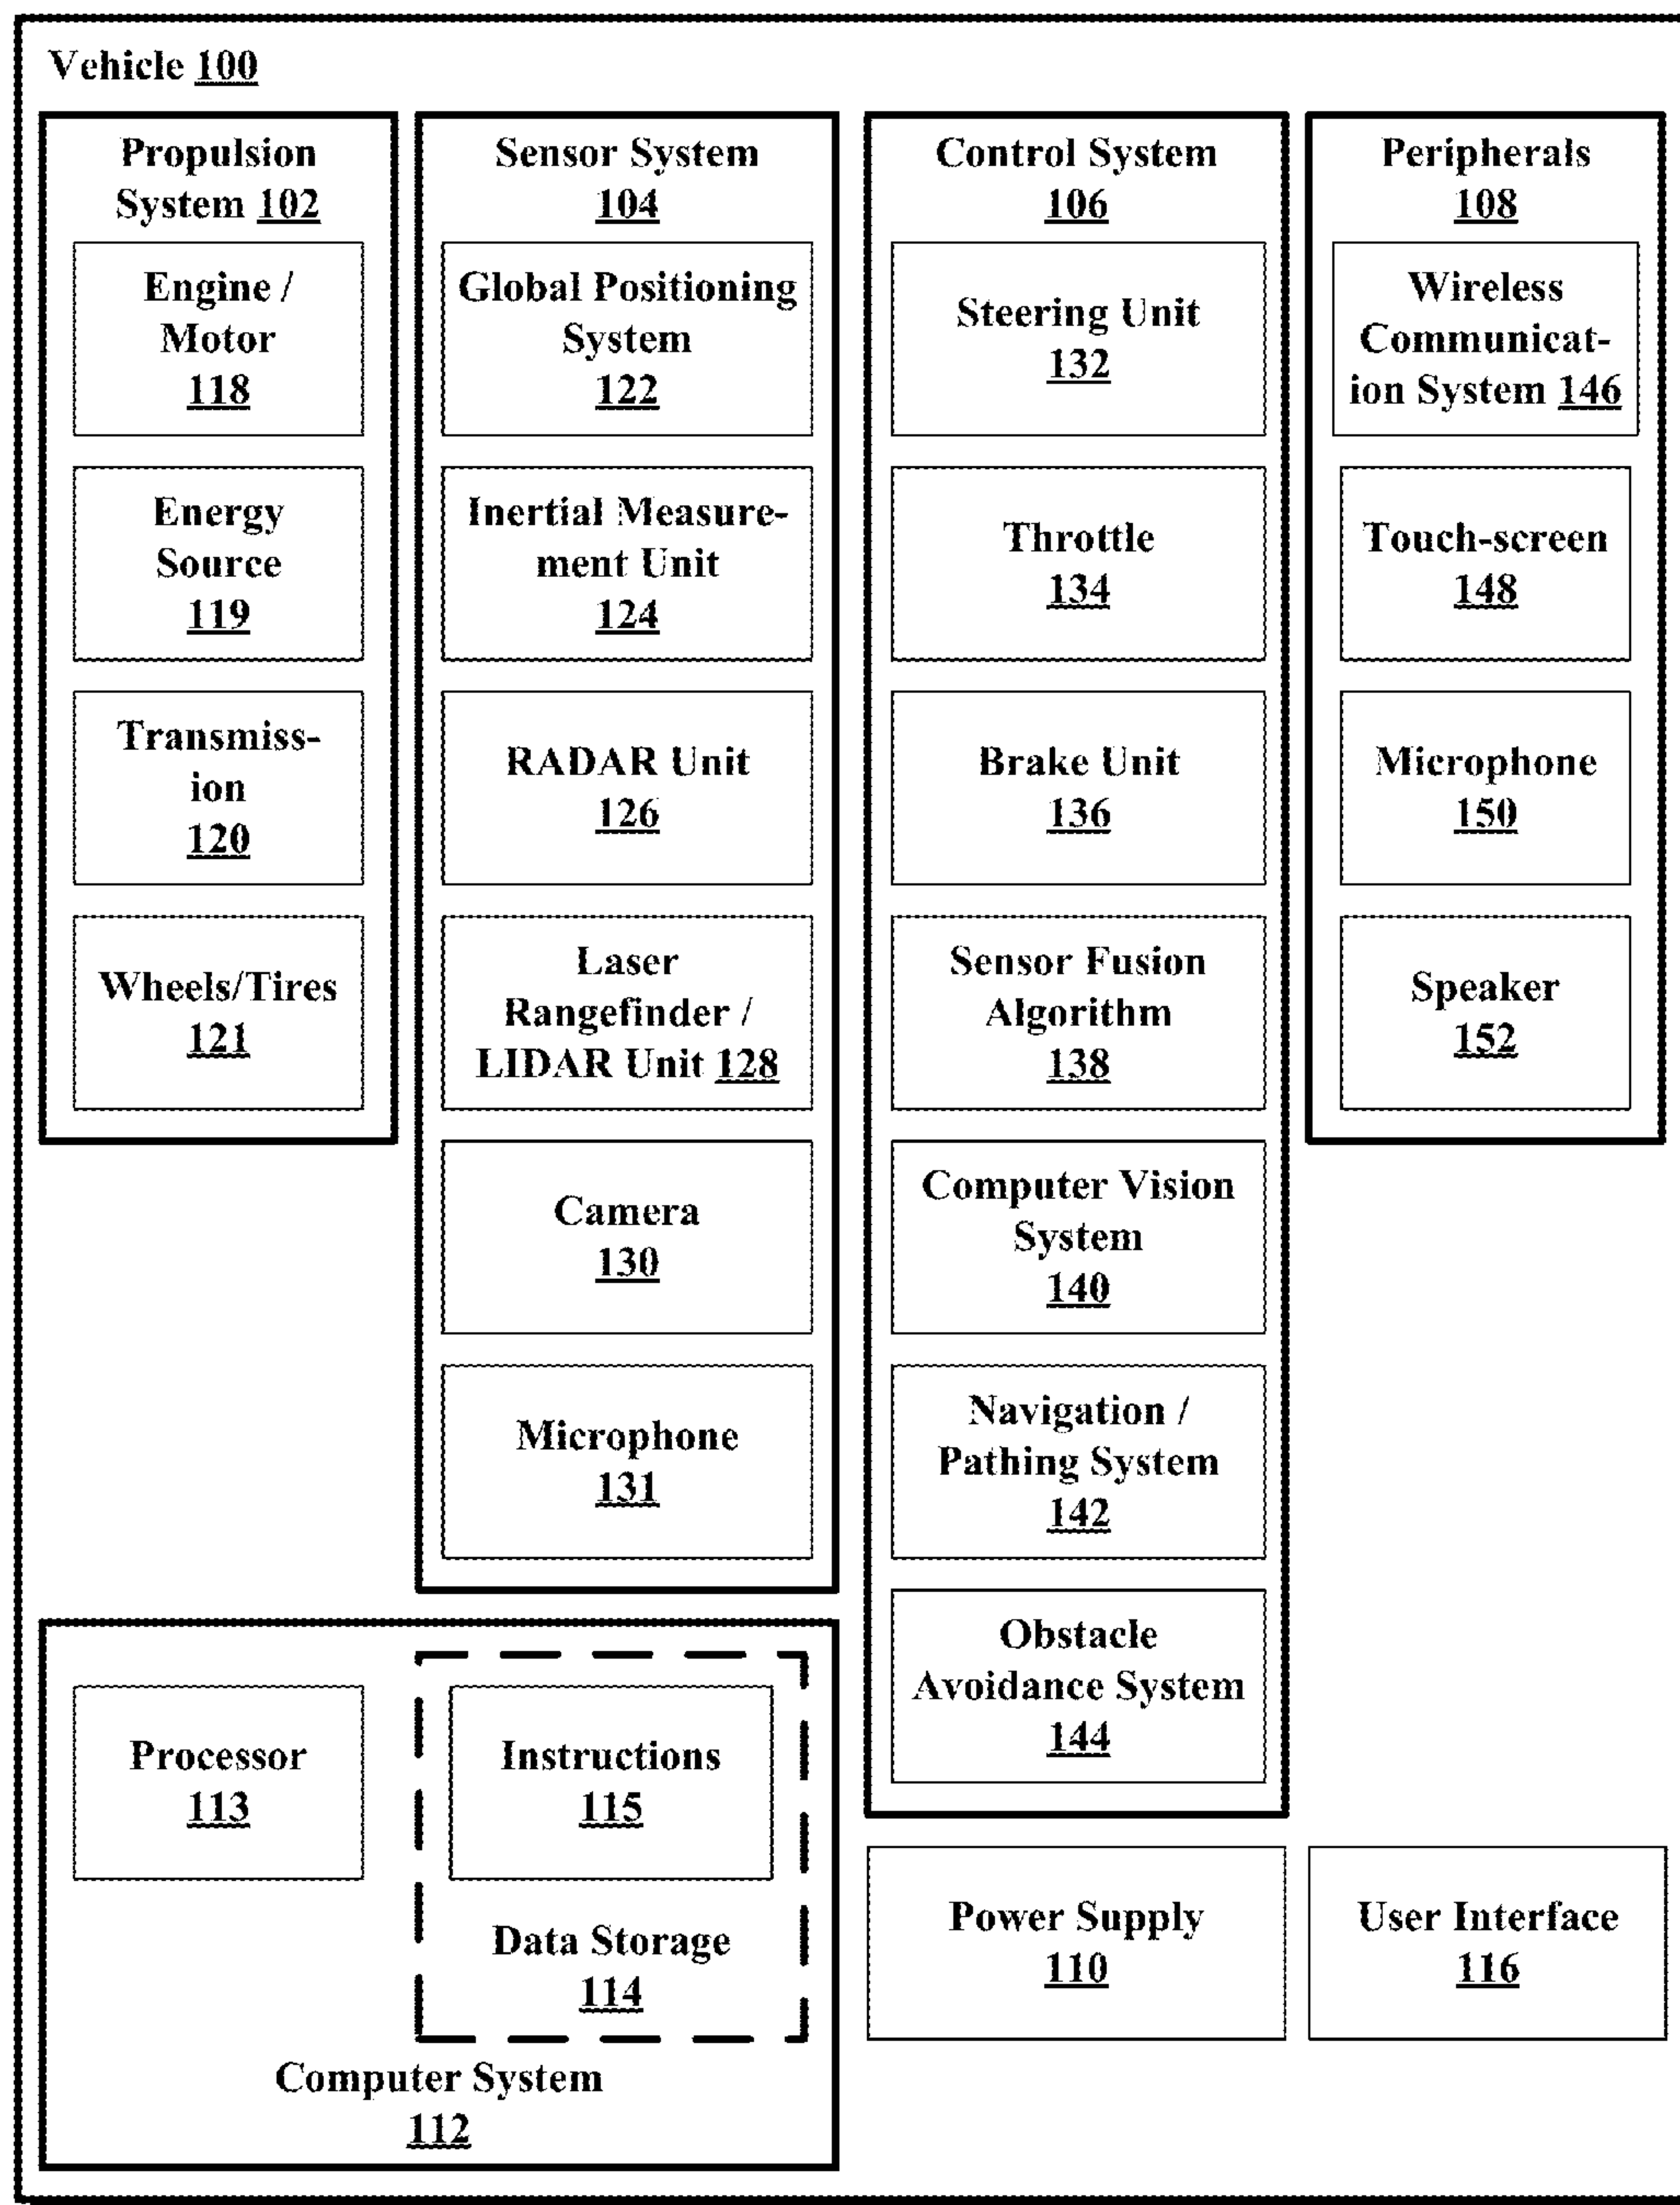 Vehicle 100
Propulsion
System 102
Engine /
Motor
118
Energy
Source
119
Transmiss-
ion
120
Wheels/Tires
121
Sensor System
104
Global Positioning
System
122
Inertial Measure-
ment Unit
124
RADAR Unit
126
Laser
Rangefinder /
LIDAR Unit 128
Camera
130
Microphone
131
Control System
106
Steering Unit
132
Throttle
134
Brake Unit
136
Sensor Fusion
Algorithm
138
Computer Vision
System
140
Navigation /
Pathing System
142
Obstacle
Avoidance System
144
Peripherals
108
Wireless
Communicat-
ion System 146
Touch-screen
148
Microphone
150
Speaker
152
Processor
113
Instructions
115
Data Storage
114
Computer System
112
Power Supply
110
User Interface
116